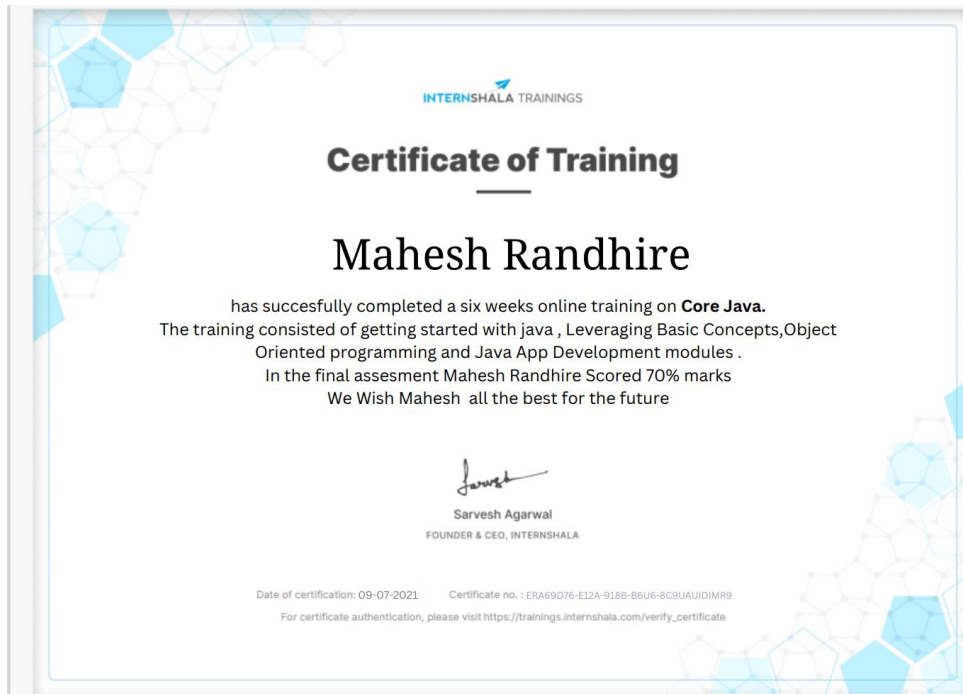 INTERNSHALA TRAININGS
Certificate of Training
Mahesh Randhire
has succesfully completed a six weeks online training on Core Java.
The training consisted of getting started with java , Leveraging Basic Concepts,Object
Oriented programming and Java App Development modules .
In the final assesment Mahesh Randhire Scored 70% marks
We Wish Mahesh  all the best for the future
Sarvesh
Sarvesh Agarwal
FOUNDER & CEO, INTERNSHALA
Date of certification: 09-07-2021 Certificate no. : ERA69D76-E12A-918B-B6U6-8C9UAUIDIMR9
For certificate authentication, please visit https://trainings.internshala.com/verify_certificate